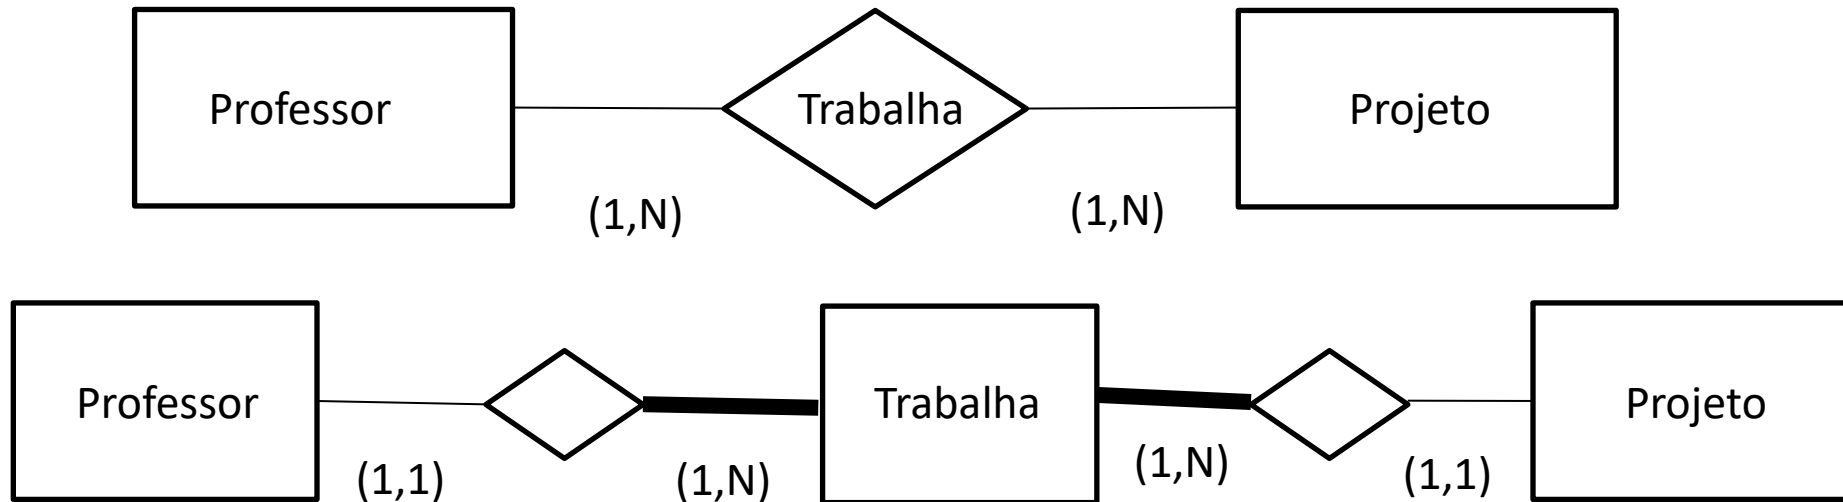 Professor Trabalha Projeto
(1,N) (1,N)
Professor Trabalha Projeto
(1,1) (1,N) (1,N) (1,1)